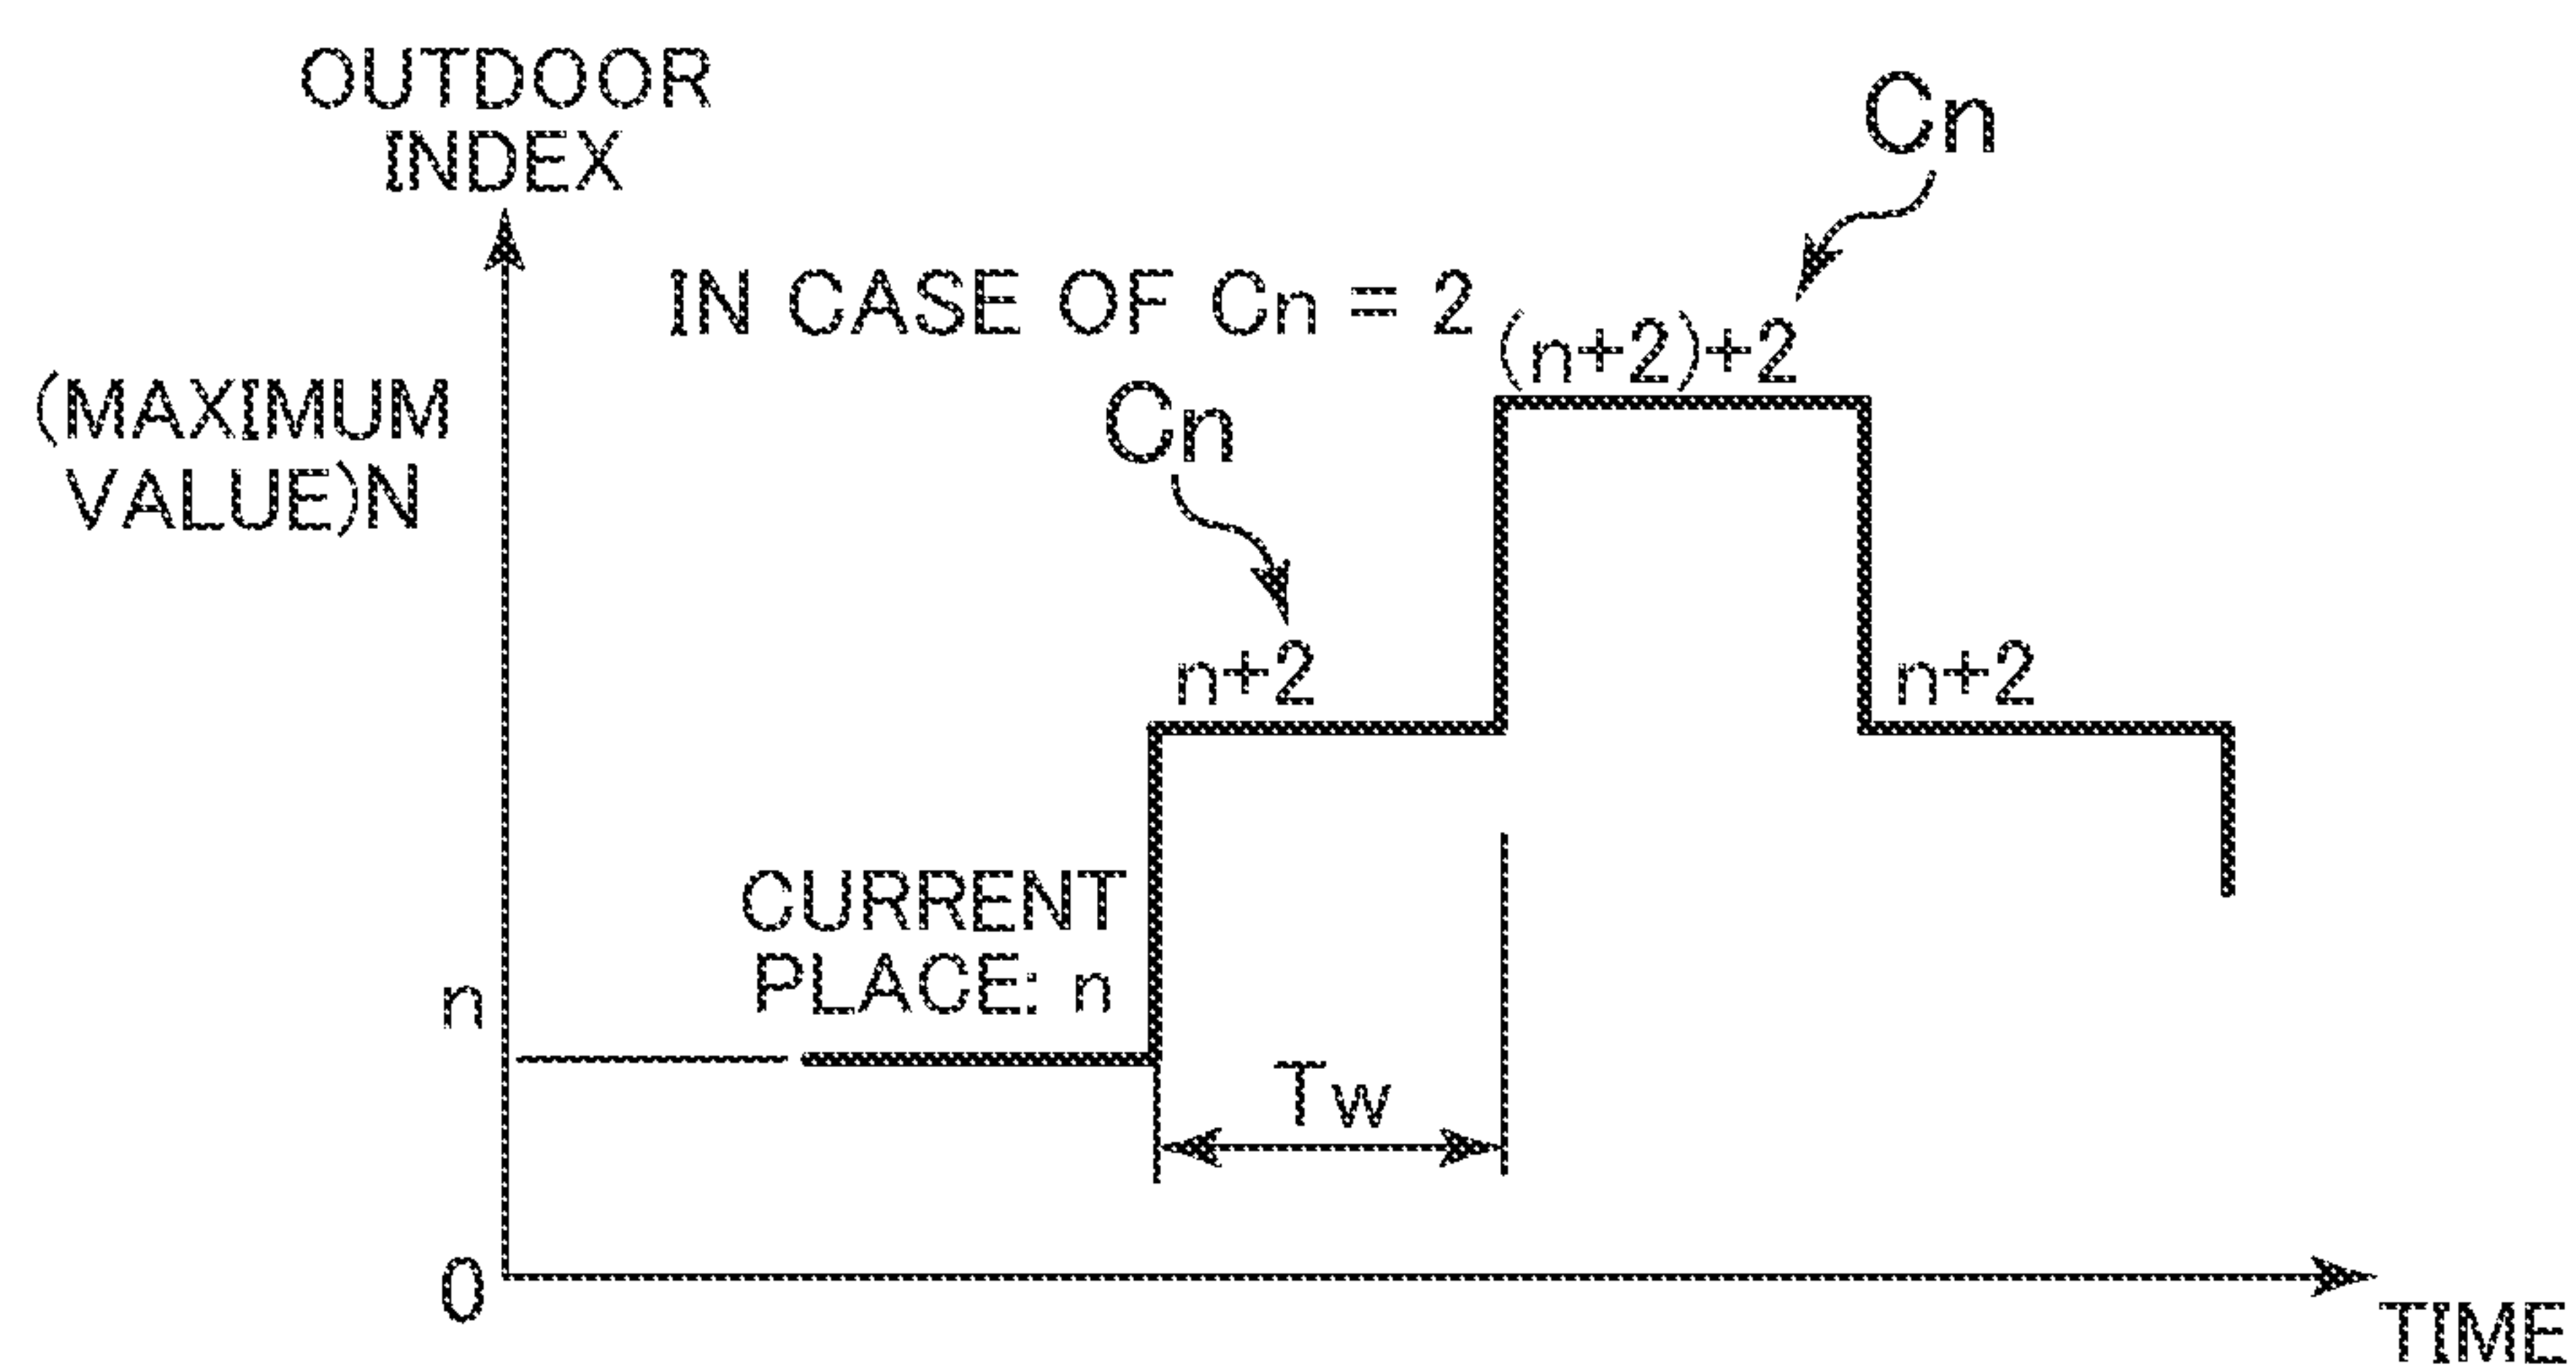 OUTDOOR
INDEX
Cn
IN CASE OF Cn = 2
(n+2)+2
(MAXIMUM
VALUE)N
Cn
n+2
n+2
CURRENT
PLACE: n
n
Tw
0
TIME